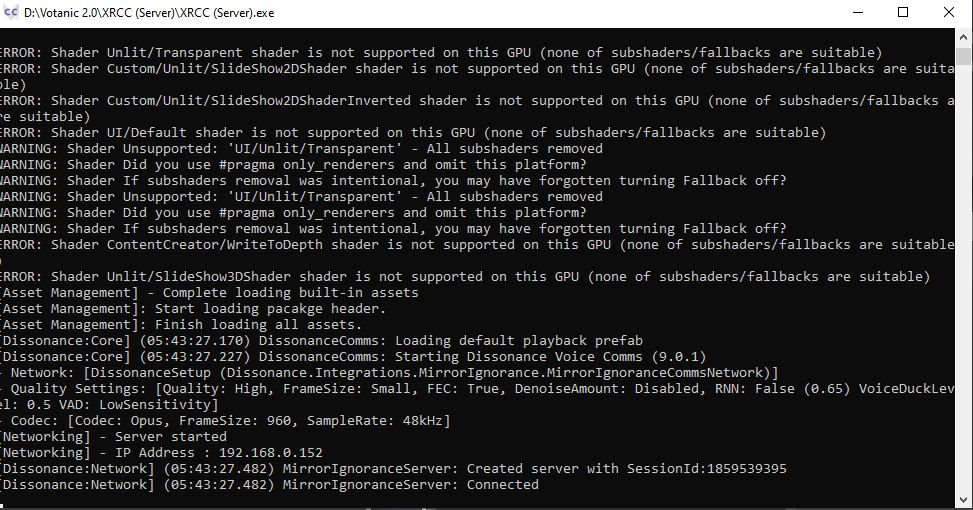 CC D:\Votanic 2.0\XRCC (Server)\XRCC (Server).exe
ERROR: Shader Unlit/Transparent shader is not supported on this GPU (none of subshaders/fallbacks are suitable)
ERROR: Shader Custom/Unlit/SlideShow2DShader shader is not supported on this GPU (none of subshaders/fallbacks are suita
ble)
ERROR: Shader Custom/Unlit/SlideShow2DShaderInverted shader is not supported on this GPU (none of subshaders/fallbacks a
re suitable)
ERROR: Shader UI/Default shader is not supported on this GPU (none of subshaders/fallbacks are suitable)
WARNING: Shader Unsupported: 'UI/Unlit/Transparent' - All subshaders removed
WARNING: Shader Did you use #pragma only_renderers and omit this platform?
WARNING: Shader If subshaders removal was intentional, you may have forgotten turning Fallback off?
WARNING: Shader Unsupported: 'UI/Unlit/Transparent' - All subshaders removed
WARNING: Shader Did you use #pragma only_renderers and omit this platform?
WARNING: Shader If subshaders removal was intentional, you may have forgotten turning Fallback off?
ERROR: Shader ContentCreator/WriteToDepth shader is not supported on this GPU (none of subshaders/fallbacks are suitable
)
ERROR: Shader Unlit/SlideShow3DShader shader is not supported on this GPU (none of subshaders/fallbacks are suitable)
[Asset Management] - Complete loading built-in assets
[Asset Management]: Start loading pacakge header.
[Asset Management]: Finish loading all assets.
[Dissonance:Core] (05:43:27.170) DissonanceComms: Loading default playback prefab
[Dissonance:Core] (05:43:27.227) DissonanceComms: Starting Dissonance Voice Comms (9.0.1)
- Network: [DissonanceSetup (Dissonance.Integrations.MirrorIgnorance.MirrorIgnoranceCommsNetwork)]
- Quality Settings: [Quality: High, FrameSize: Small, FEC: True, DenoiseAmount: Disabled, RNN: False (0.65) VoiceDuckLev
el: 0.5 VAD: LowSensitivity]
- Codec: [Codec: Opus, FrameSize: 960, SampleRate: 48kHz]
[Networking] - Server started
[Networking] - IP Address : 192.168.0.152
[Dissonance:Network] (05:43:27.482) MirrorIgnoranceServer: Created server with SessionId:1859539395
[Dissonance:Network] (05:43:27.482) MirrorIgnoranceServer: Connected